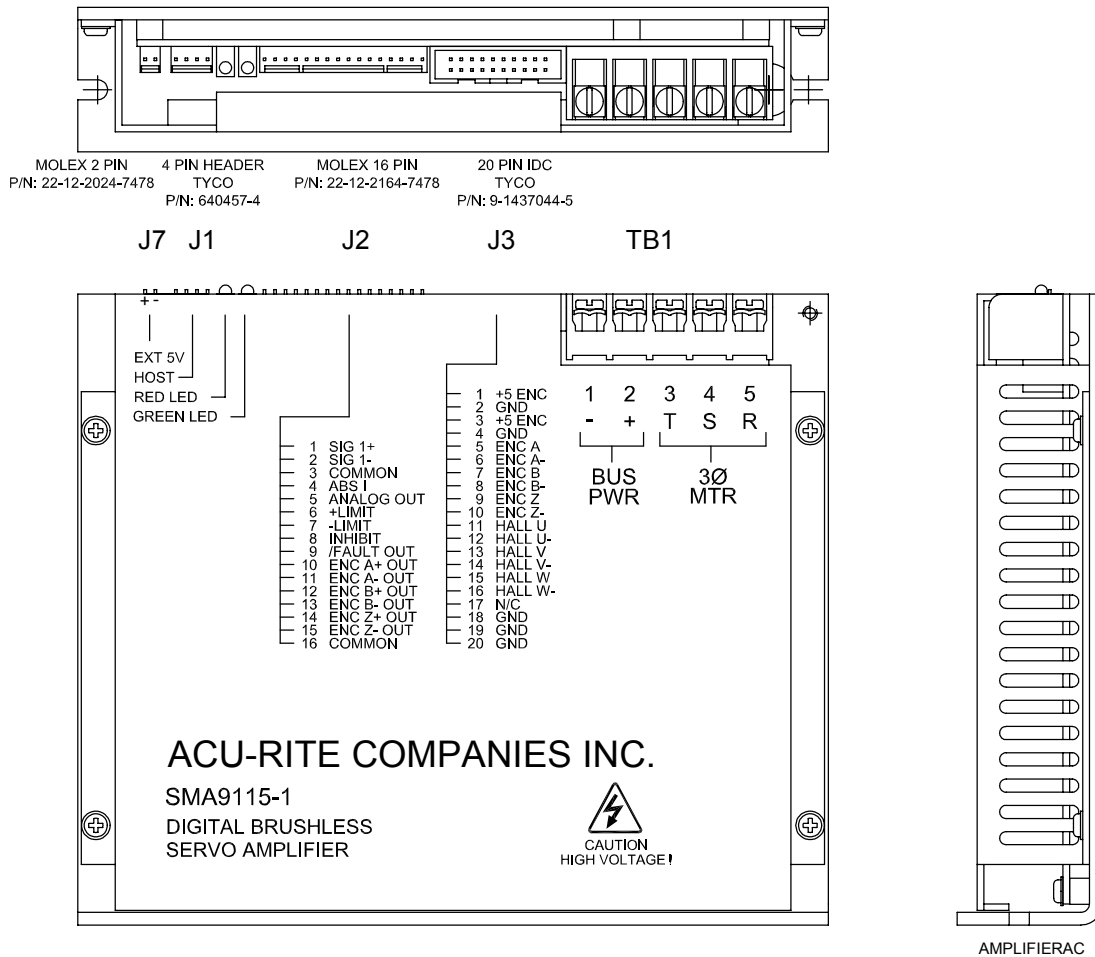 MOLEX 2 PIN
P/N: 22-12-2024-7478
4 PIN HEADER
TYCO
P/N: 640457-4
MOLEX 16 PIN
P/N: 22-12-2164-7478
20 PIN IDC
TYCO
P/N: 9-1437044-5
J7 J1 J2 J3 TB1
+ -
EXT 5V
HOST
RED LED
GREEN LED
1 SIG 1+
2 SIG 1-
3 COMMON
4 ABS I
5 ANALOG OUT
6 +LIMIT
7 -LIMIT
8 INHIBIT
9 /FAULT OUT
10 ENC A+ OUT
11 ENC A- OUT
12 ENC B+ OUT
13 ENC B- OUT
14 ENC Z+ OUT
15 ENC Z- OUT
16 COMMON
1 +5 ENC
2 GND
3 +5 ENC
4 GND
5 ENC A
6 ENC A-
7 ENC B
8 ENC B-
9 ENC Z
10 ENC Z-
11 HALL U
12 HALL U-
13 HALL V
14 HALL V-
15 HALL W
16 HALL W-
17 N/C
18 GND
19 GND
20 GND
1 2 3 4 5
- + T S R
BUS
PWR
3Ø
MTR
ACU-RITE COMPANIES INC.
SMA9115-1
DIGITAL BRUSHLESS
SERVO AMPLIFIER
CAUTION
HIGH VOLTAGE!
AMPLIFIERAC